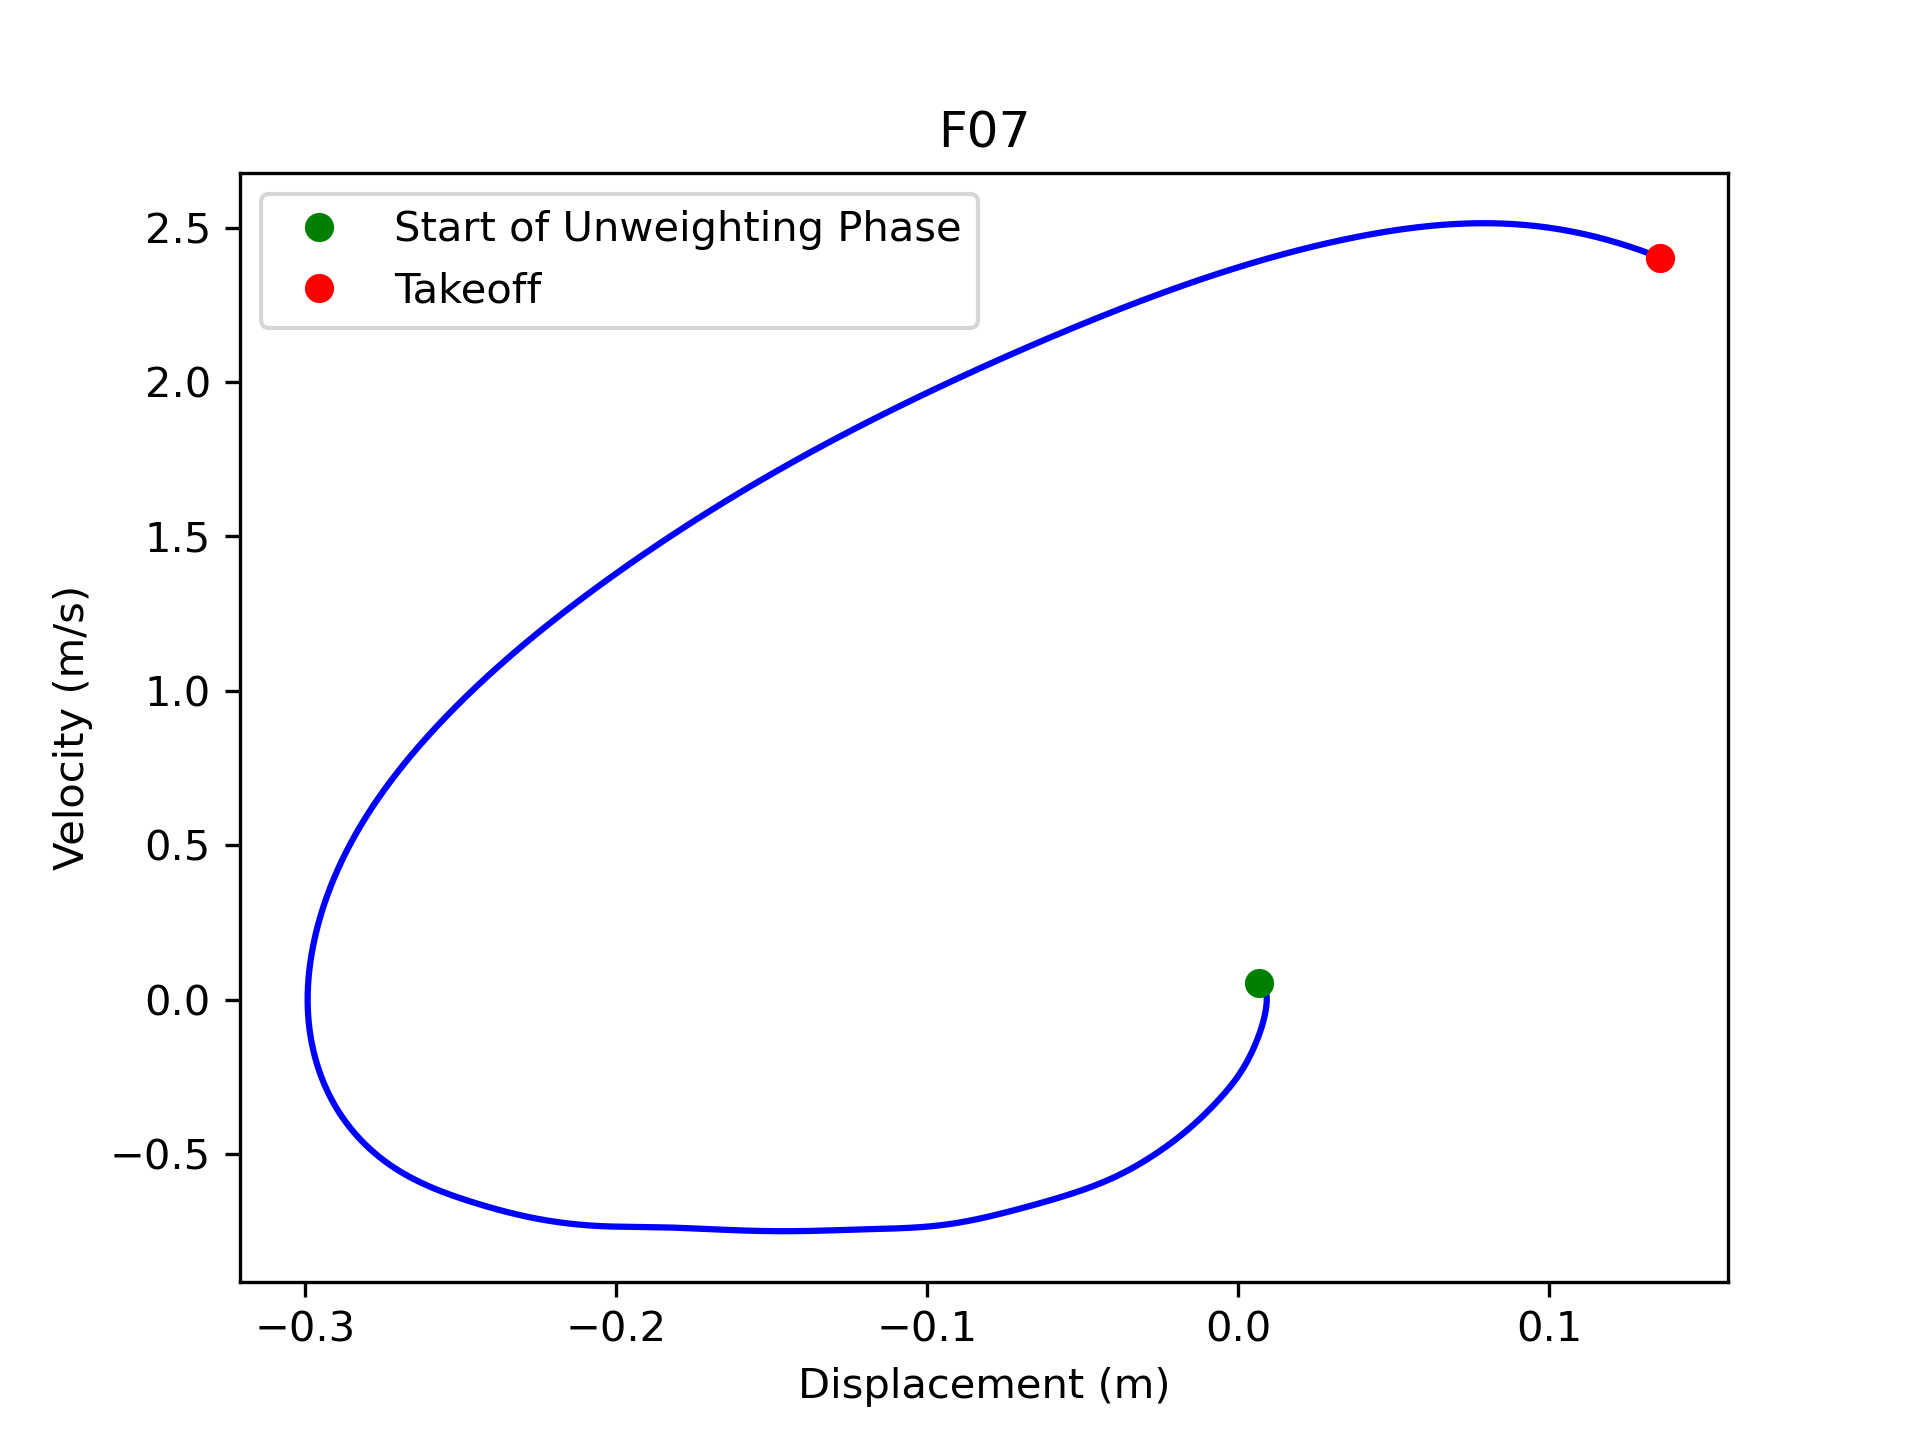 F07
Start of Unweighting Phase
Takeoff
2.5
2.0
1.5
1.0
0.5
0.0
−0.5
Velocity (m/s)
−0.3 −0.2 −0.1 0.0 0.1
Displacement (m)